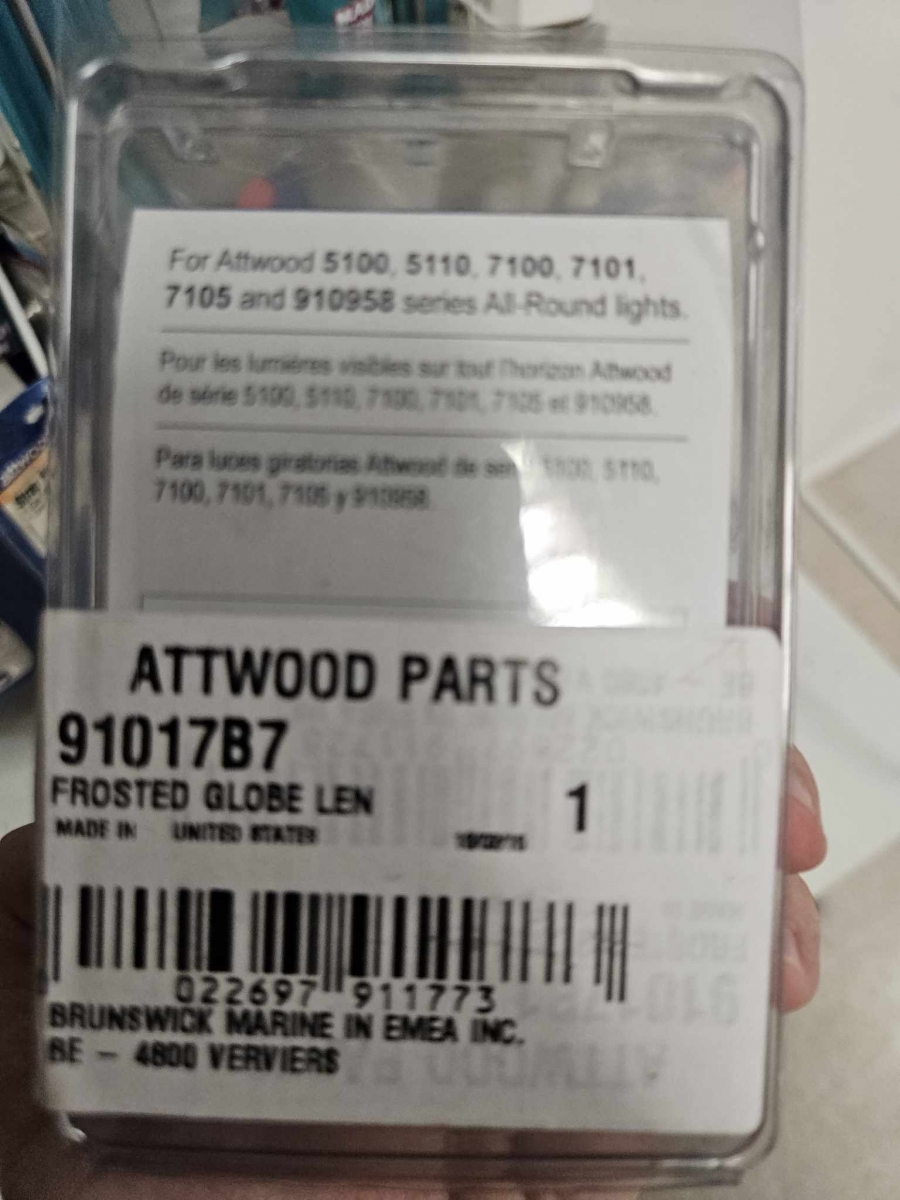 For Attwood 5100, 5110, 7100, 7101,
7105 and 910958 series All-Round lights.
Pour les lumières visibles sur tout l'horizon Attwood
de série 5100, 5110, 7100, 7101, 7105 et 910958.
Para luces giratorias Attwood de 5100, 5110,
7100, 7101, 7105 y 910958.
ATTWOOD PARTS
91017B7
FROSTED GLOBE LEN
1
MADE IN UNITED STATES
022697 911773
BRUNSWICK MARINE IN EMEA INC.
BE - 4800 VERVIERS